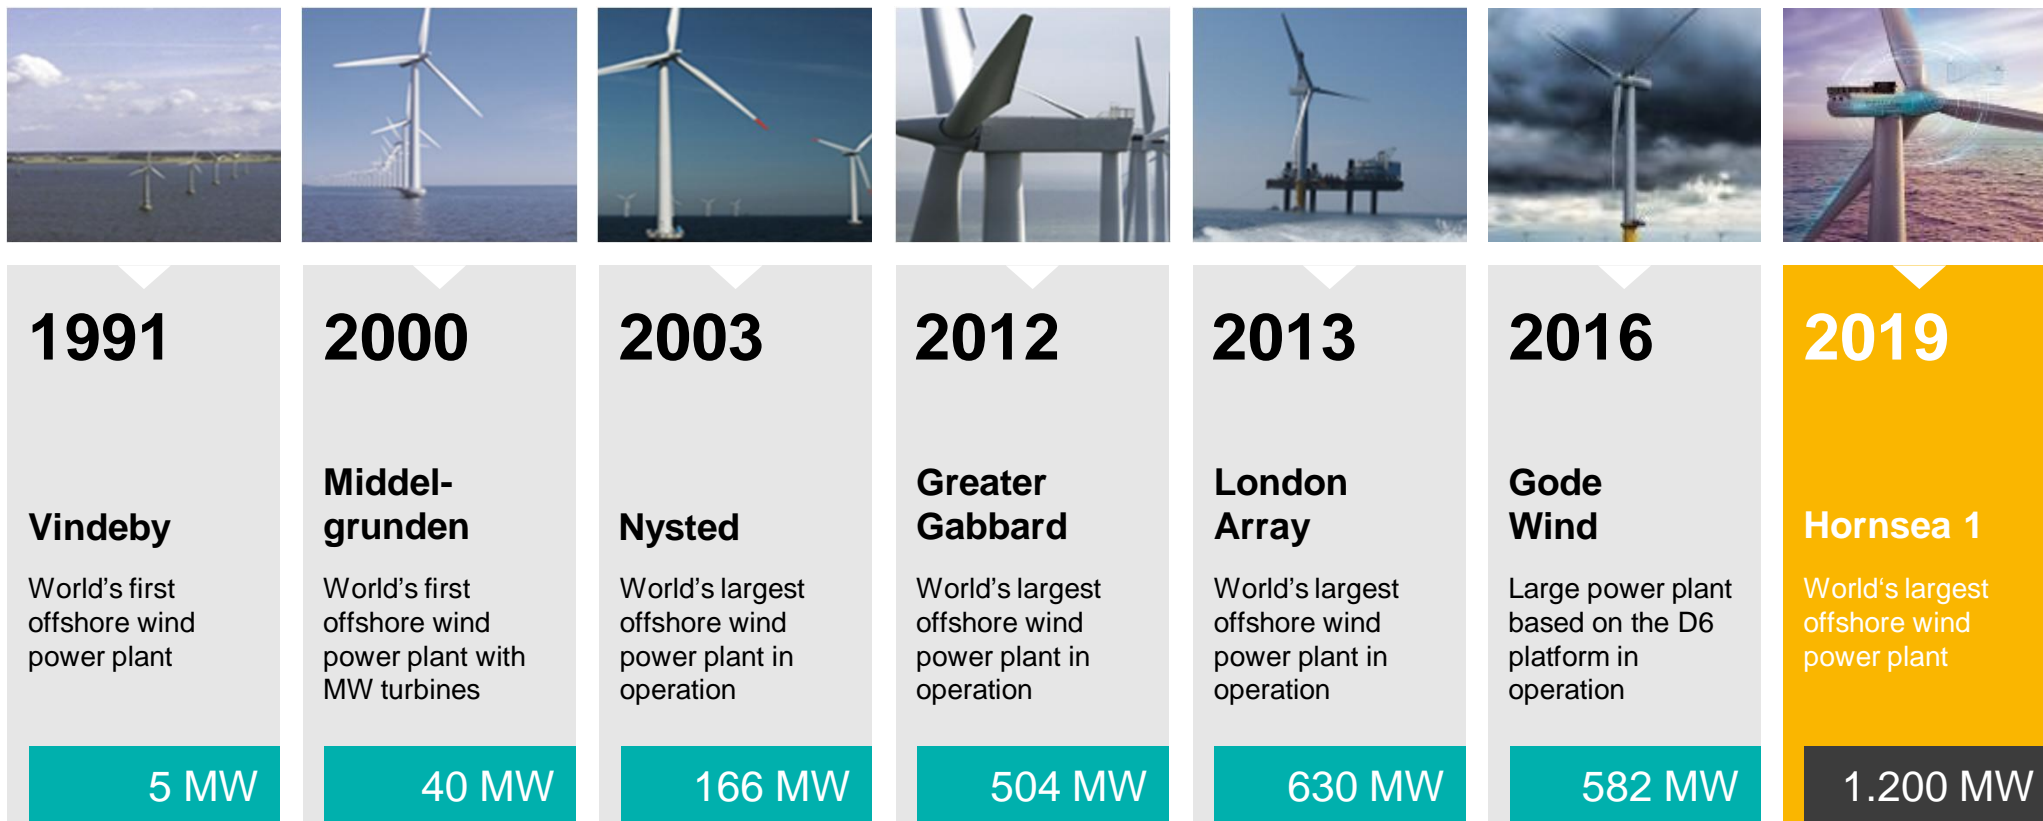 1991
Vindeby
World’s first
offshore wind
power plant
5 MW
2000
Middel-
grunden
World’s first
offshore wind
power plant with
MW turbines
40 MW
2003
Nysted
World’s largest
offshore wind
power plant in
operation
166 MW
2012
Greater
Gabbard
World’s largest
offshore wind
power plant in
operation
504 MW
2013
London
Array
World’s largest
offshore wind
power plant in
operation
630 MW
2016
Gode
Wind
Large power plant
based on the D6
platform in
operation
582 MW
2019
Hornsea 1
World‘s largest
offshore wind
power plant
1.200 MW